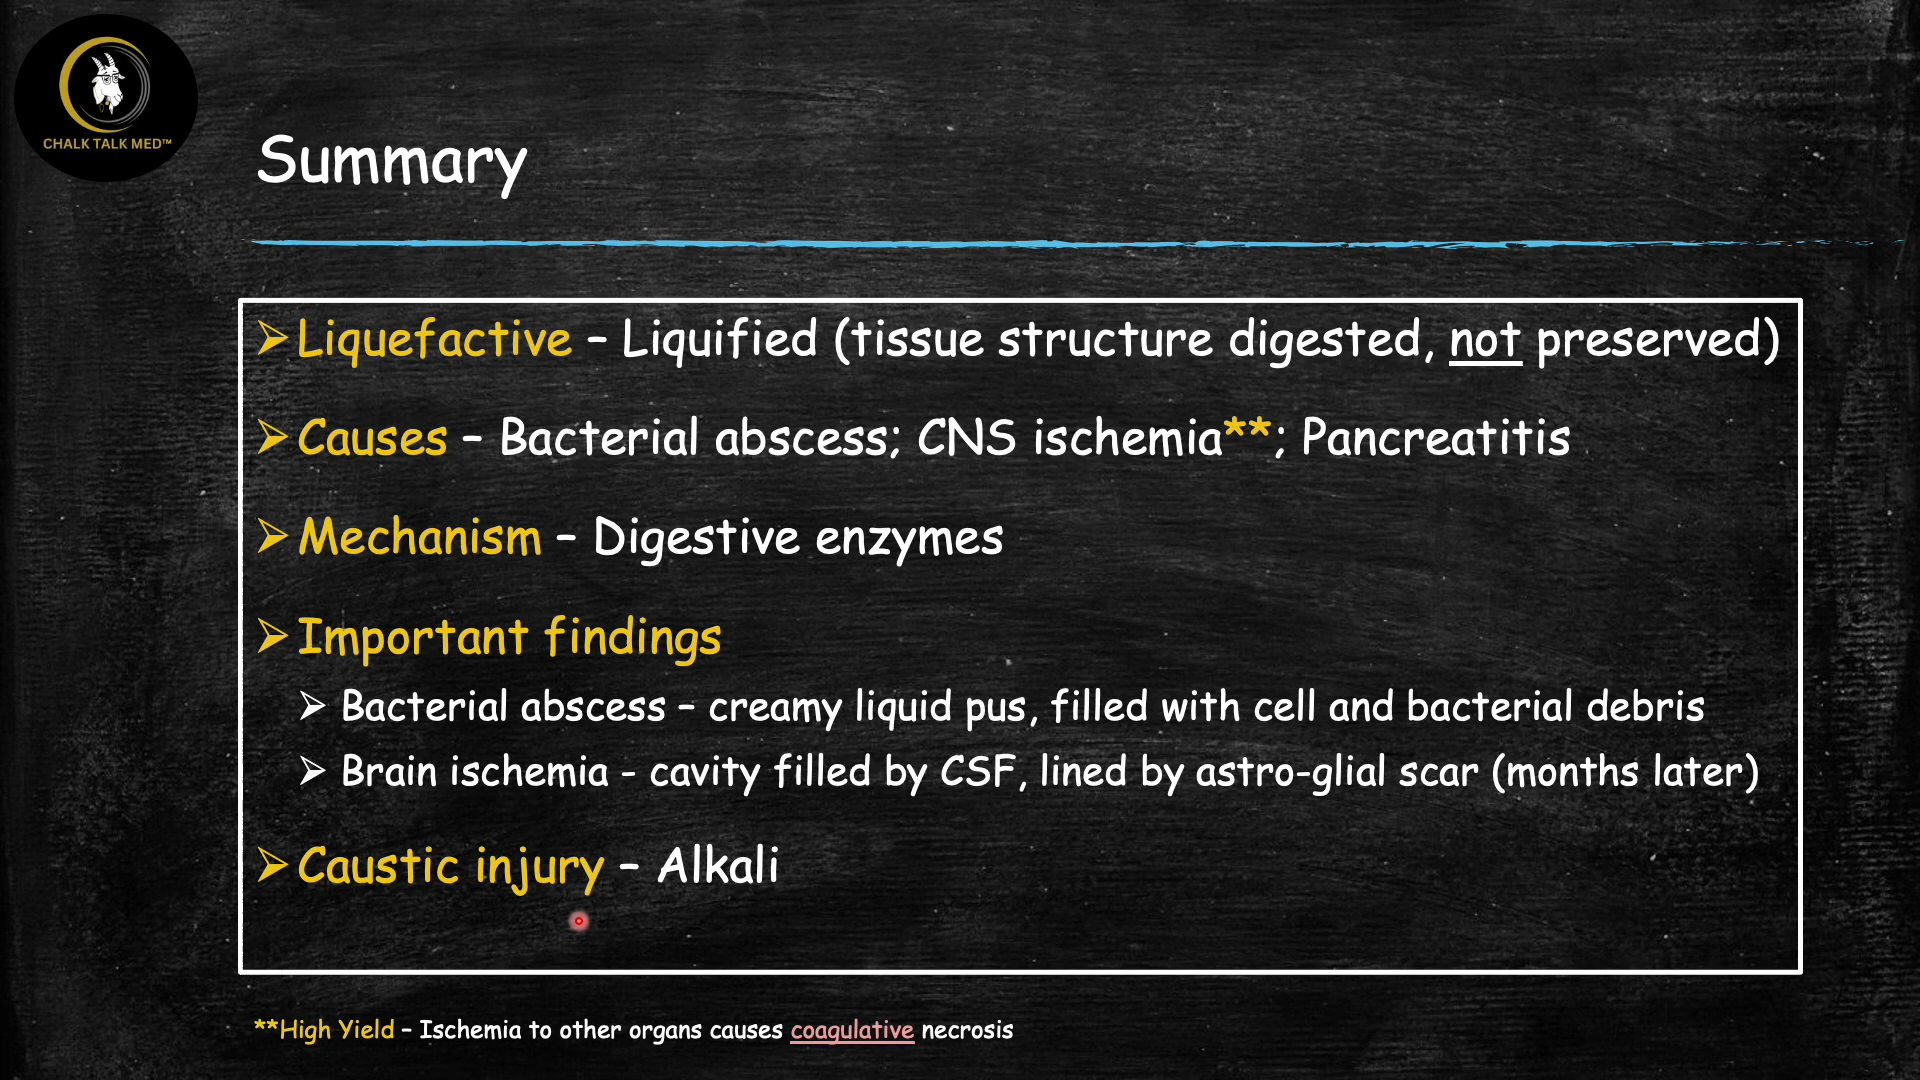 CHALK TALK MED™
Summary
➢ Liquefactive – Liquified (tissue structure digested, not preserved)
➢ Causes – Bacterial abscess; CNS ischemia**; Pancreatitis
➢ Mechanism – Digestive enzymes
➢ Important findings
➢ Bacterial abscess – creamy liquid pus, filled with cell and bacterial debris
➢ Brain ischemia - cavity filled by CSF, lined by astro-glial scar (months later)
➢ Caustic injury – Alkali
**High Yield – Ischemia to other organs causes coagulative necrosis